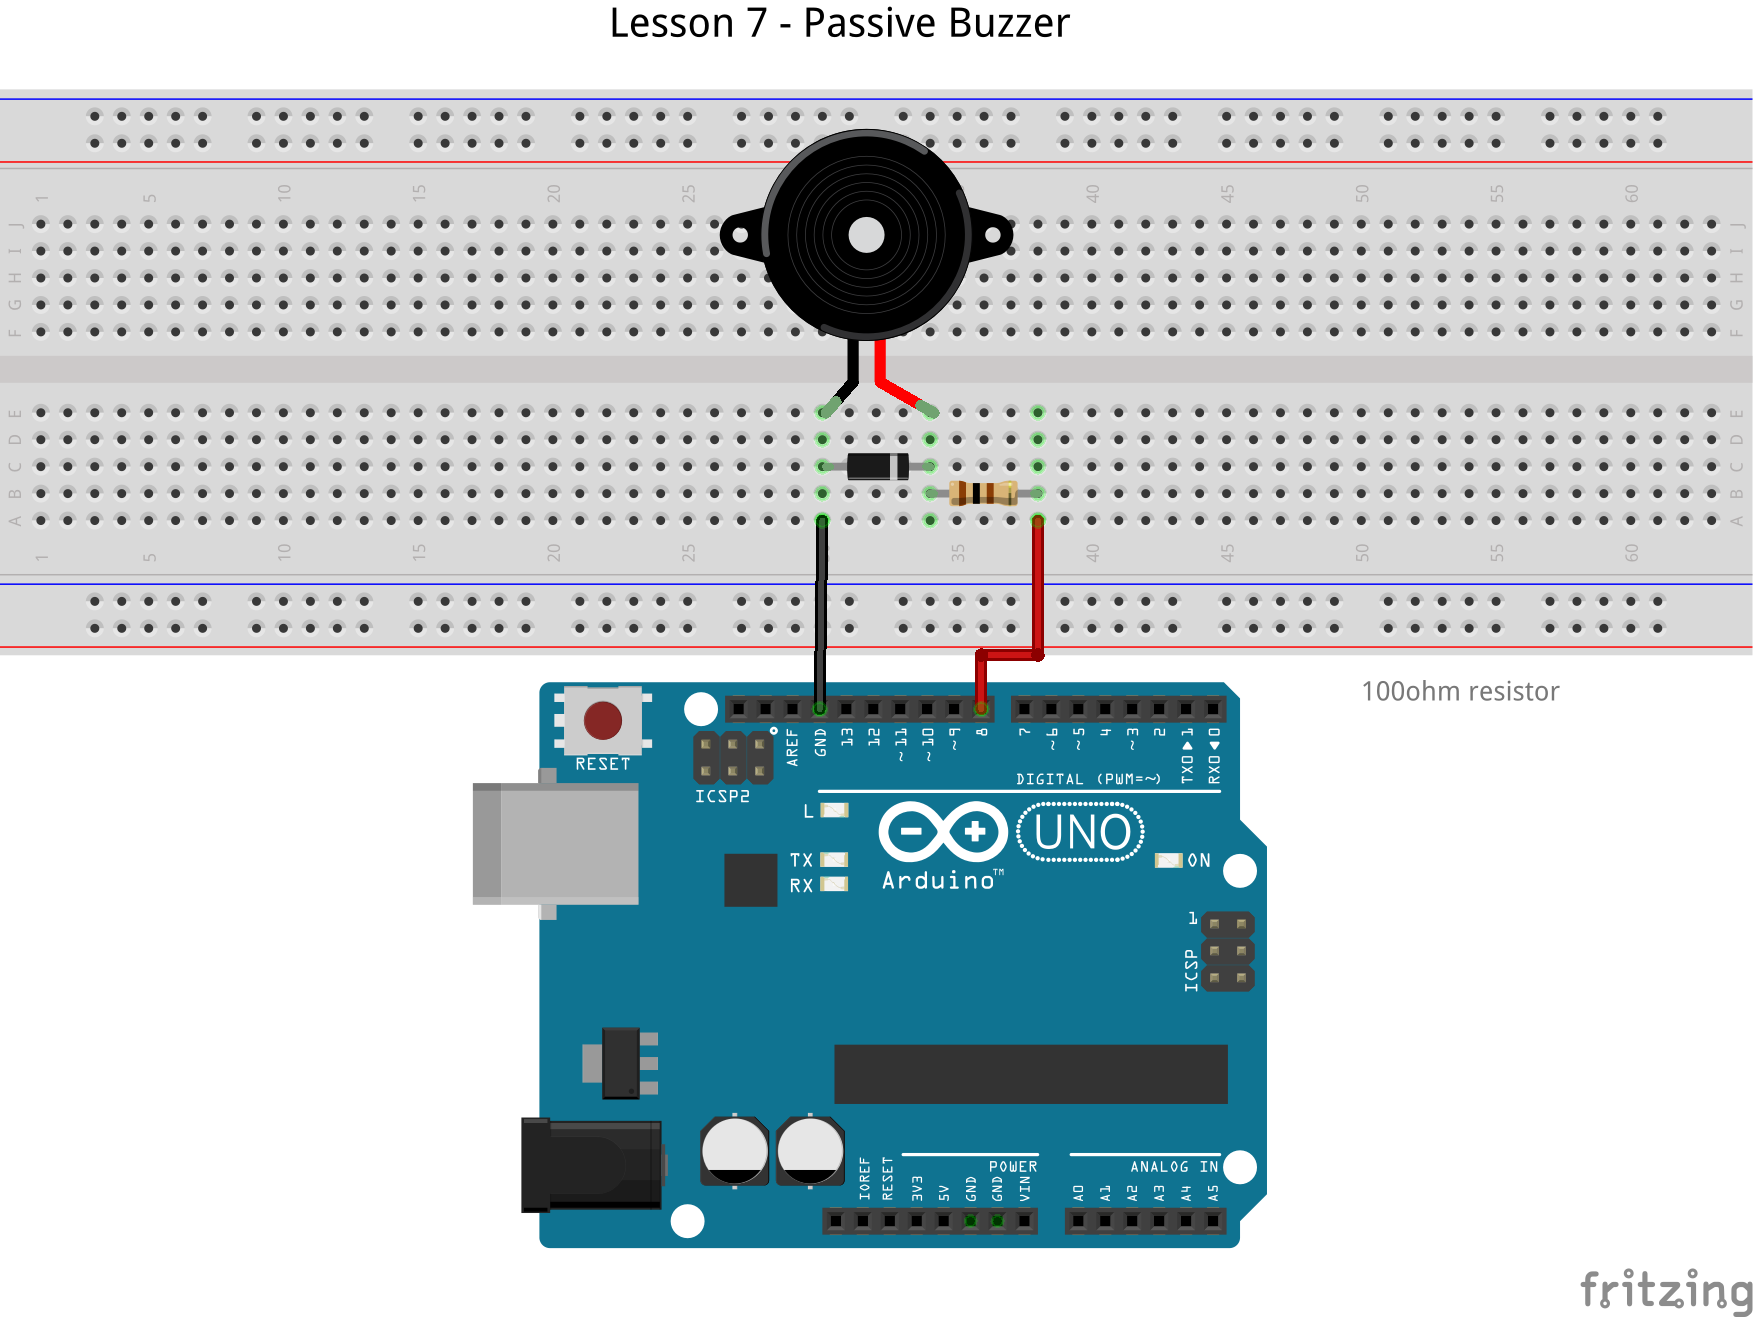 Lesson 7 - Passive Buzzer
1 5 10 15 20 25 40 45 50 55 60
J J
I I
H H
G G
F F
E E
D D
C C
B B
A A
1 5 10 15 20 25 35 40 45 50 55 60
100ohm resistor
RESET
ICSP2
AREF GND 13 12 ~11 ~10 ~9 8 7 ~6 ~5 4 ~3 2 TX0▶1 RX0◀0
DIGITAL (PWM=~)
L
TX
RX
Arduino™
UNO
ON
1
ICSP
POWER
ANALOG IN
IOREF RESET 3V3 5V GND GND VIN A0 A1 A2 A3 A4 A5
fritzing